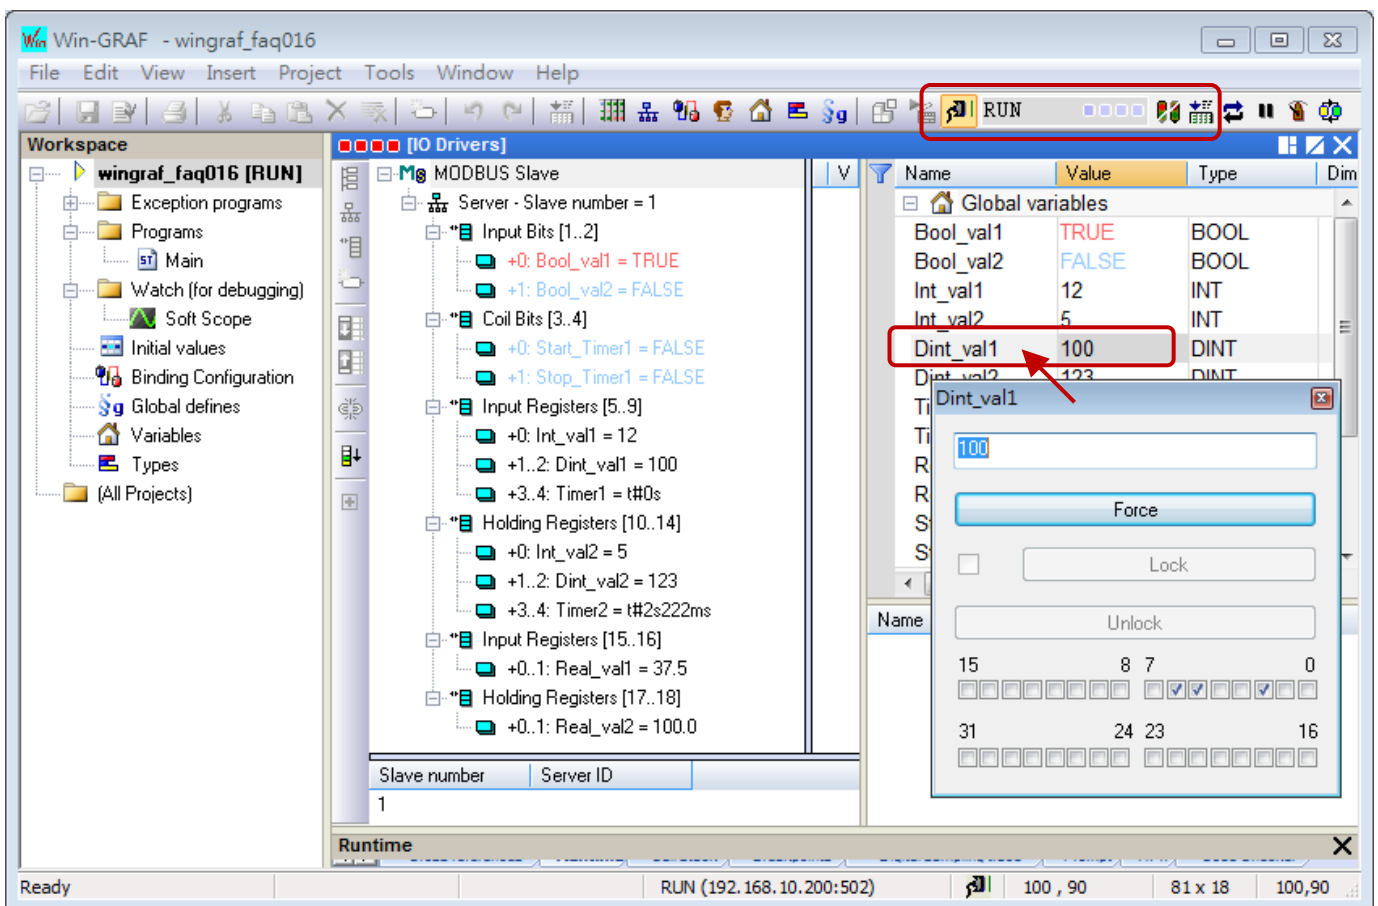 Win-GRAF - wingraf_faq016
File Edit View Insert Project Tools Window Help
RUN
Workspace
wingraf_faq016 [RUN]
Exception programs
Programs
Main
Watch (for debugging)
Soft Scope
Initial values
Binding Configuration
Global defines
Variables
Types
(All Projects)
[IO Drivers]
MODBUS Slave
Server - Slave number = 1
Input Bits [1..2]
+0: Bool_val1 = TRUE
+1: Bool_val2 = FALSE
Coil Bits [3..4]
+0: Start_Timer1 = FALSE
+1: Stop_Timer1 = FALSE
Input Registers [5..9]
+0: Int_val1 = 12
+1..2: Dint_val1 = 100
+3..4: Timer1 = t#0s
Holding Registers [10..14]
+0: Int_val2 = 5
+1..2: Dint_val2 = 123
+3..4: Timer2 = t#2s222ms
Input Registers [15..16]
+0..1: Real_val1 = 37.5
Holding Registers [17..18]
+0..1: Real_val2 = 100.0
V
Slave number Server ID
1
Name Value Type Dim
Global variables
Bool_val1 TRUE BOOL
Bool_val2 FALSE BOOL
Int_val1 12 INT
Int_val2 5 INT
Dint_val1 100 DINT
Dint_val2 123 DINT
Name
Dint_val1
100
Force
Lock
Unlock
15 8 7 0
31 24 23 16
Runtime
Ready RUN (192.168.10.200:502) 100 , 90 81 x 18 100,90